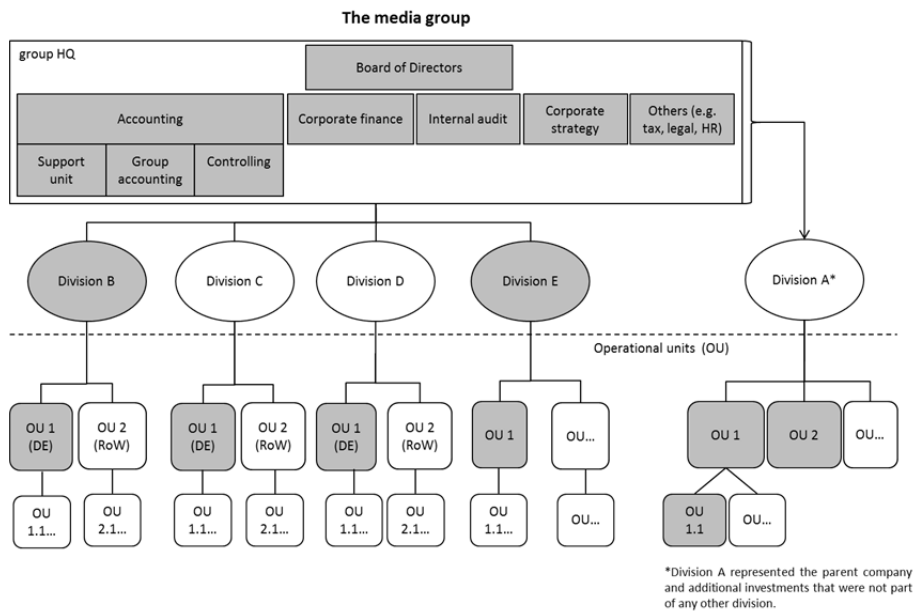 The media group
group HQ
Board of Directors
Accounting
Corporate finance
Internal audit
Corporate
strategy
Others (e.g.
tax, legal, HR)
Support
unit
Group
accounting
Controlling
Division B
Division C
Division D
Division E
Division A*
Operational units (OU)
OU 1
(DE)
OU 2
(RoW)
OU 1
(DE)
OU 2
(RoW)
OU 1
(DE)
OU 2
(RoW)
OU 1
OU...
OU 1
OU 2
OU...
OU
1.1...
OU
2.1...
OU
1.1...
OU
2.1...
OU
1.1...
OU
2.1...
OU
1.1...
OU...
OU
1.1
OU...
*Division A represented the parent company
and additional investments that were not part
of any other division.